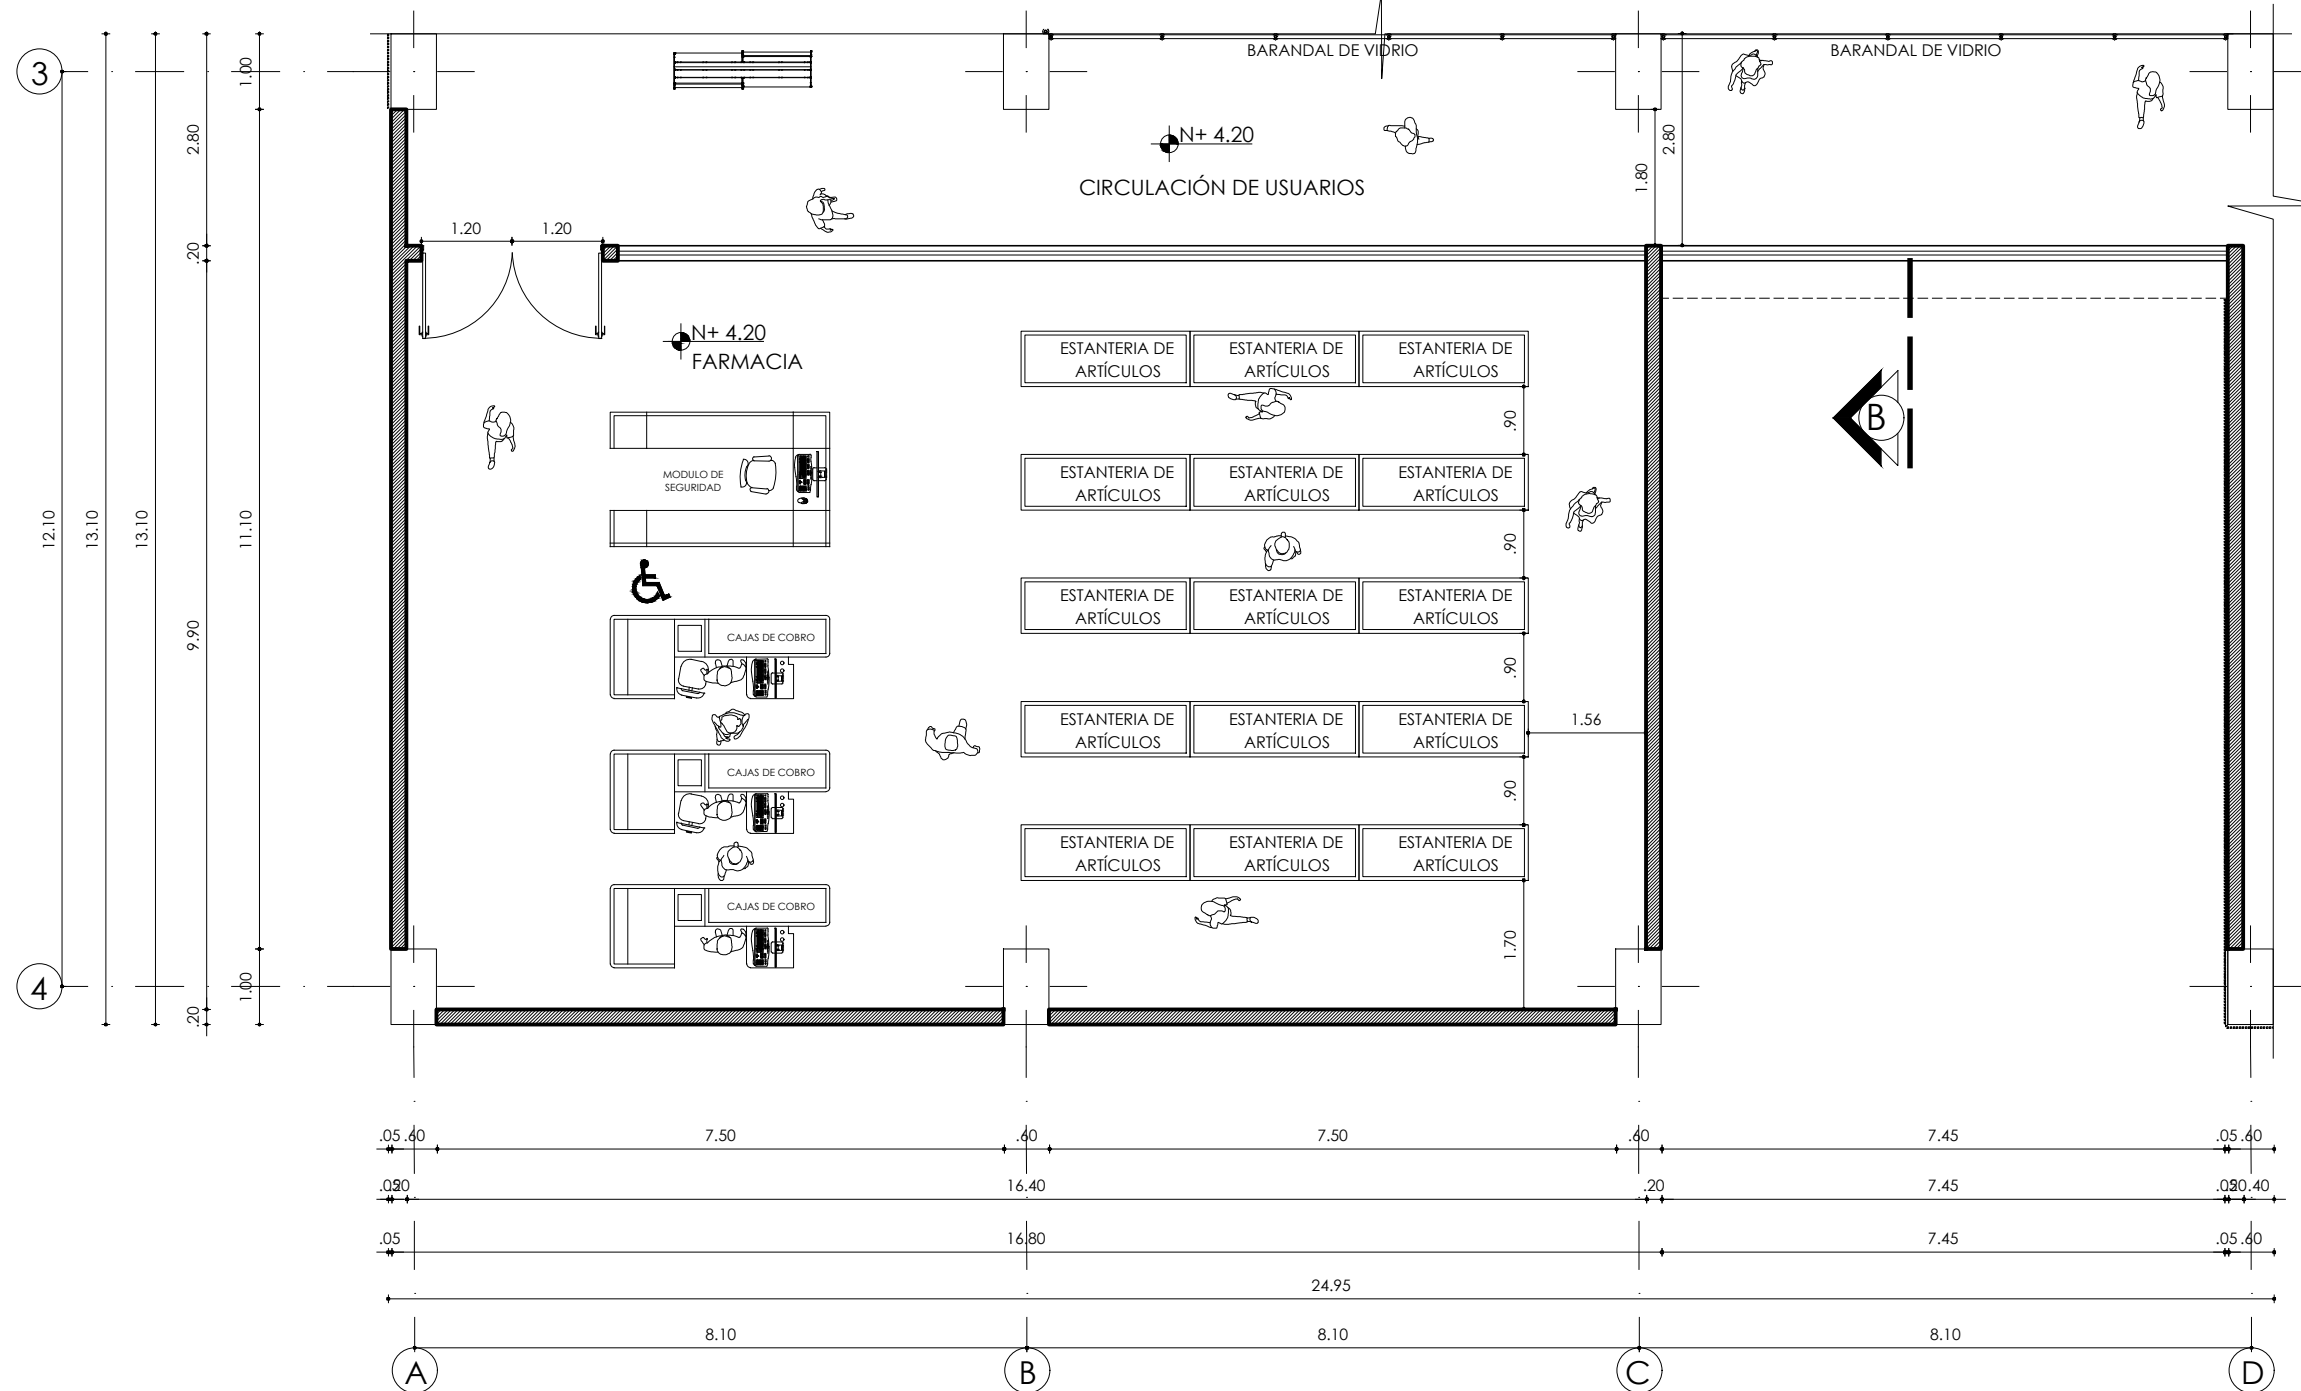 BARANDAL DE VIDRIO
BARANDAL DE VIDRIO
3
1.00
2.80
N+ 4.20
2.80
1.80
CIRCULACIÓN DE USUARIOS
1.20
1.20
.20
N+ 4.20
FARMACIA
ESTANTERIA DE
ARTÍCULOS
ESTANTERIA DE
ARTÍCULOS
ESTANTERIA DE
ARTÍCULOS
.90
B
MODULO DE
SEGURIDAD
ESTANTERIA DE
ARTÍCULOS
ESTANTERIA DE
ARTÍCULOS
ESTANTERIA DE
ARTÍCULOS
12.10
13.10
13.10
11.10
.90
ESTANTERIA DE
ARTÍCULOS
ESTANTERIA DE
ARTÍCULOS
ESTANTERIA DE
ARTÍCULOS
9.90
CAJAS DE COBRO
.90
ESTANTERIA DE
ARTÍCULOS
ESTANTERIA DE
ARTÍCULOS
ESTANTERIA DE
ARTÍCULOS
1.56
CAJAS DE COBRO
.90
ESTANTERIA DE
ARTÍCULOS
ESTANTERIA DE
ARTÍCULOS
ESTANTERIA DE
ARTÍCULOS
CAJAS DE COBRO
1.70
4
1.00
.20
.05 .60 7.50 .60 7.50 .60 7.45 .05 .60
.05 .20 16.40 .20 7.45 .05 .20 .40
.05 16.80 7.45 .05 .60
24.95
8.10 8.10 8.10
A B C D